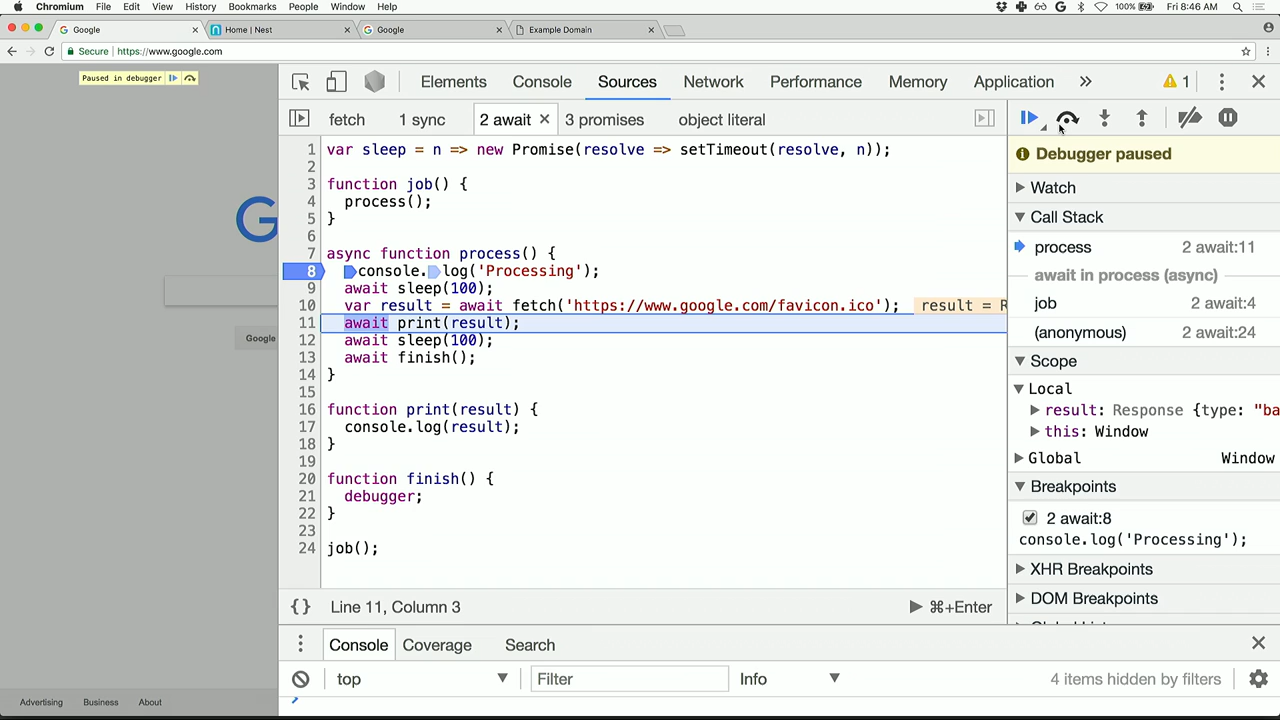 Chromium File Edit View History Bookmarks People Window Help 100% Fri 8:46 AM
Google Home | Nest Google Example Domain
Secure https://www.google.com
Paused in debugger
Elements Console Sources Network Performance Memory Application 1
fetch 1 sync 2 await 3 promises object literal
1 var sleep = n => new Promise(resolve => setTimeout(resolve, n));
2
3 function job() {
4 process();
5 }
6
7 async function process() {
8 console.log('Processing');
9 await sleep(100);
10 var result = await fetch('https://www.google.com/favicon.ico'); result = R
11 await print(result);
12 await sleep(100);
13 await finish();
14 }
15
16 function print(result) {
17 console.log(result);
18 }
19
20 function finish() {
21 debugger;
22 }
23
24 job();
Line 11, Column 3 ⌘+Enter
Debugger paused
Watch
Call Stack
process 2 await:11
await in process (async)
job 2 await:4
(anonymous) 2 await:24
Scope
Local
result: Response {type: "ba
this: Window
Global Window
Breakpoints
2 await:8
console.log('Processing');
XHR Breakpoints
DOM Breakpoints
G
Google
Console Coverage Search
top Filter Info 4 items hidden by filters
Advertising Business About